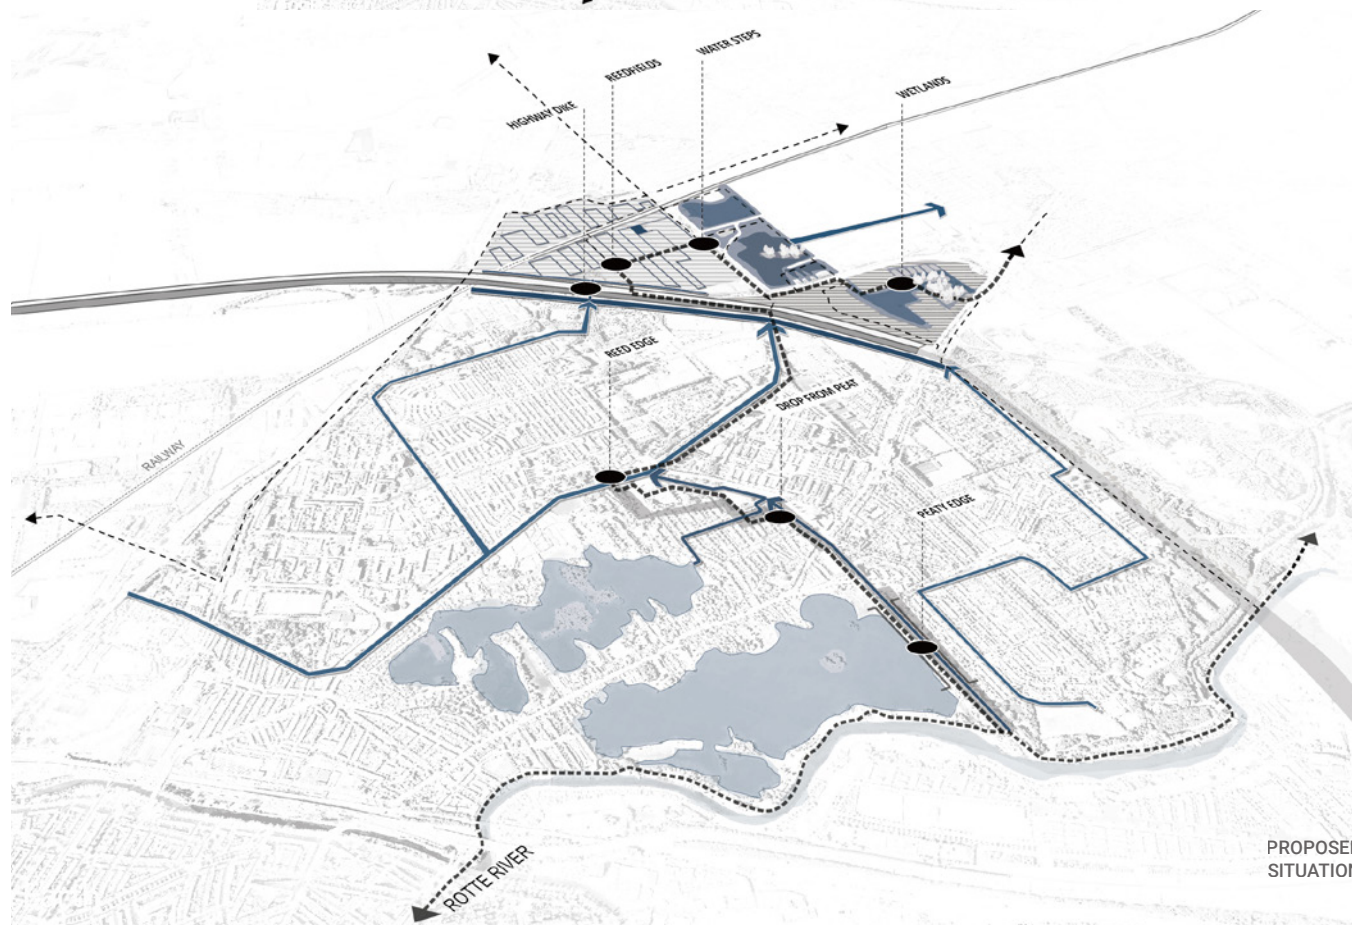 WATER STEPS
REEDFIELDS
WETLANDS
HIGHWAY DIKE
REED EDGE
DROP FROM PEAT
RAILWAY
PEATY EDGE
ROTTE RIVER
PROPOSED
SITUATION